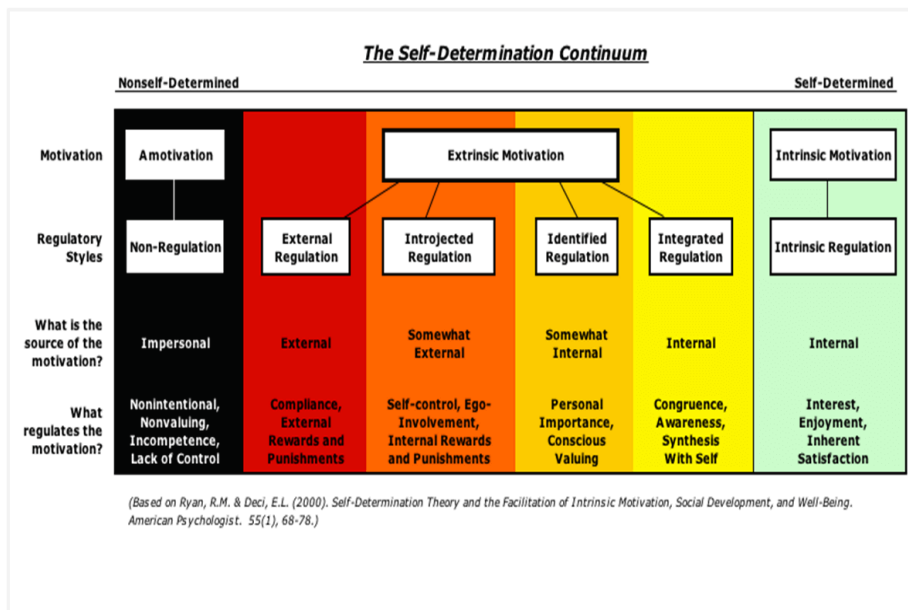 The Self-Determination Continuum
Nonself-Determined
Self-Determined
Motivation
Amotivation
Extrinsic Motivation
Intrinsic Motivation
Regulatory
Styles
Non-Regulation
External
Regulation
Introjected
Regulation
Identified
Regulation
Integrated
Regulation
Intrinsic Regulation
What is the
source of the
motivation?
Impersonal
External
Somewhat
External
Somewhat
Internal
Internal
Internal
What
regulates the
motivation?
Nonintentional,
Nonvaluing,
Incompetence,
Lack of Control
Compliance,
External
Rewards and
Punishments
Self-control, Ego-
Involvement,
Internal Rewards
and Punishments
Personal
Importance,
Conscious
Valuing
Congruence,
Awareness,
Synthesis
With Self
Interest,
Enjoyment,
Inherent
Satisfaction
(Based on Ryan, R.M. & Deci, E.L. (2000). Self-Determination Theory and the Facilitation of Intrinsic Motivation, Social Development, and Well-Being.
American Psychologist. 55(1), 68-78.)